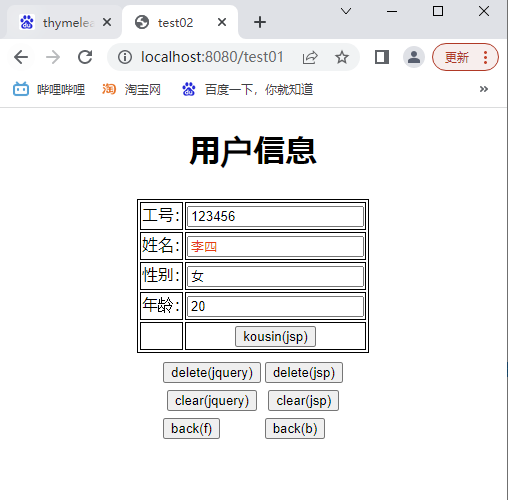 thymelea
test02
localhost:8080/test01
更新
哔哩哔哩 淘 淘宝网 百度一下，你就知道
用户信息
工号： 123456
姓名： 李四
性别： 女
年龄： 20
kousin(jsp)
delete(jquery) delete(jsp)
clear(jquery) clear(jsp)
back(f) back(b)